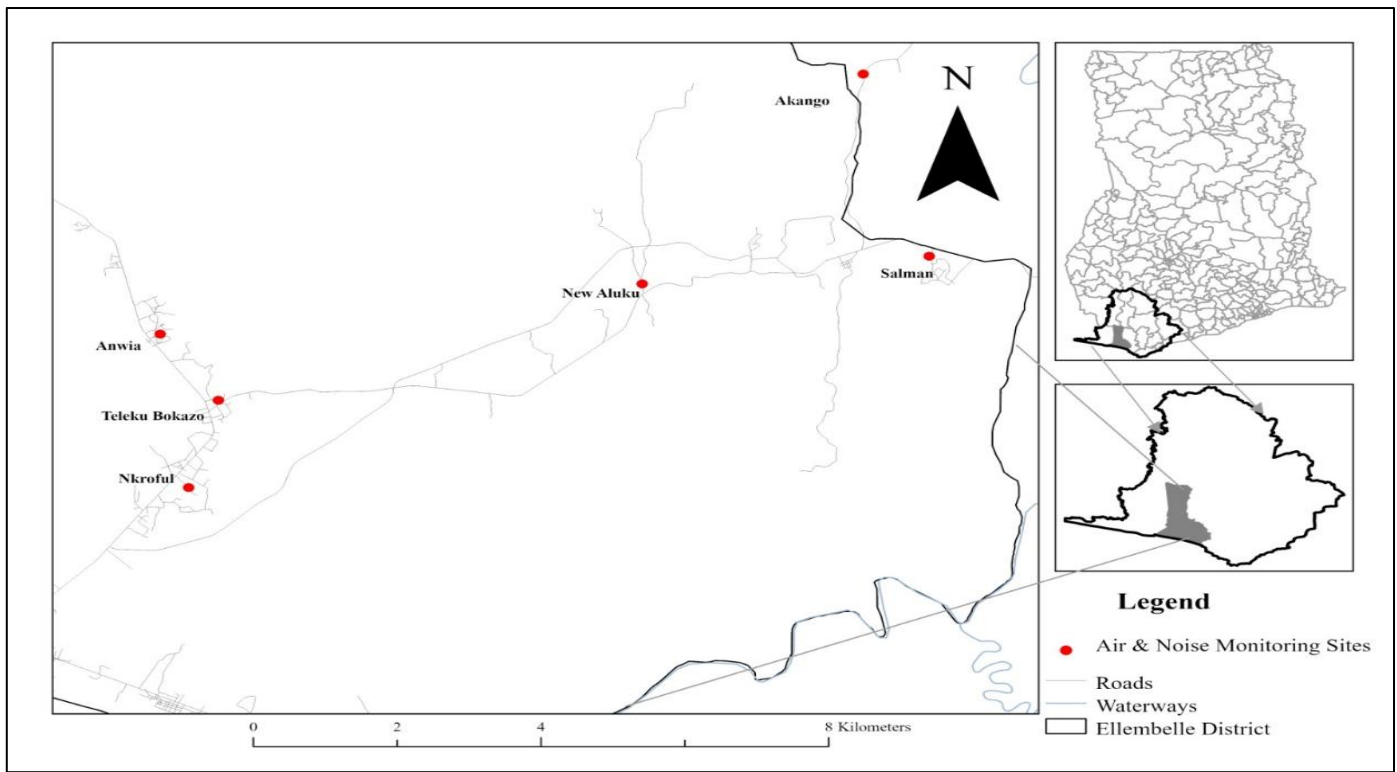 N
Akango
Salman
New Aluku
Anwia
Teleku Bokazo
Nkroful
0 2 4 8 Kilometers
Legend
Air & Noise Monitoring Sites
Roads
Waterways
Ellembelle District